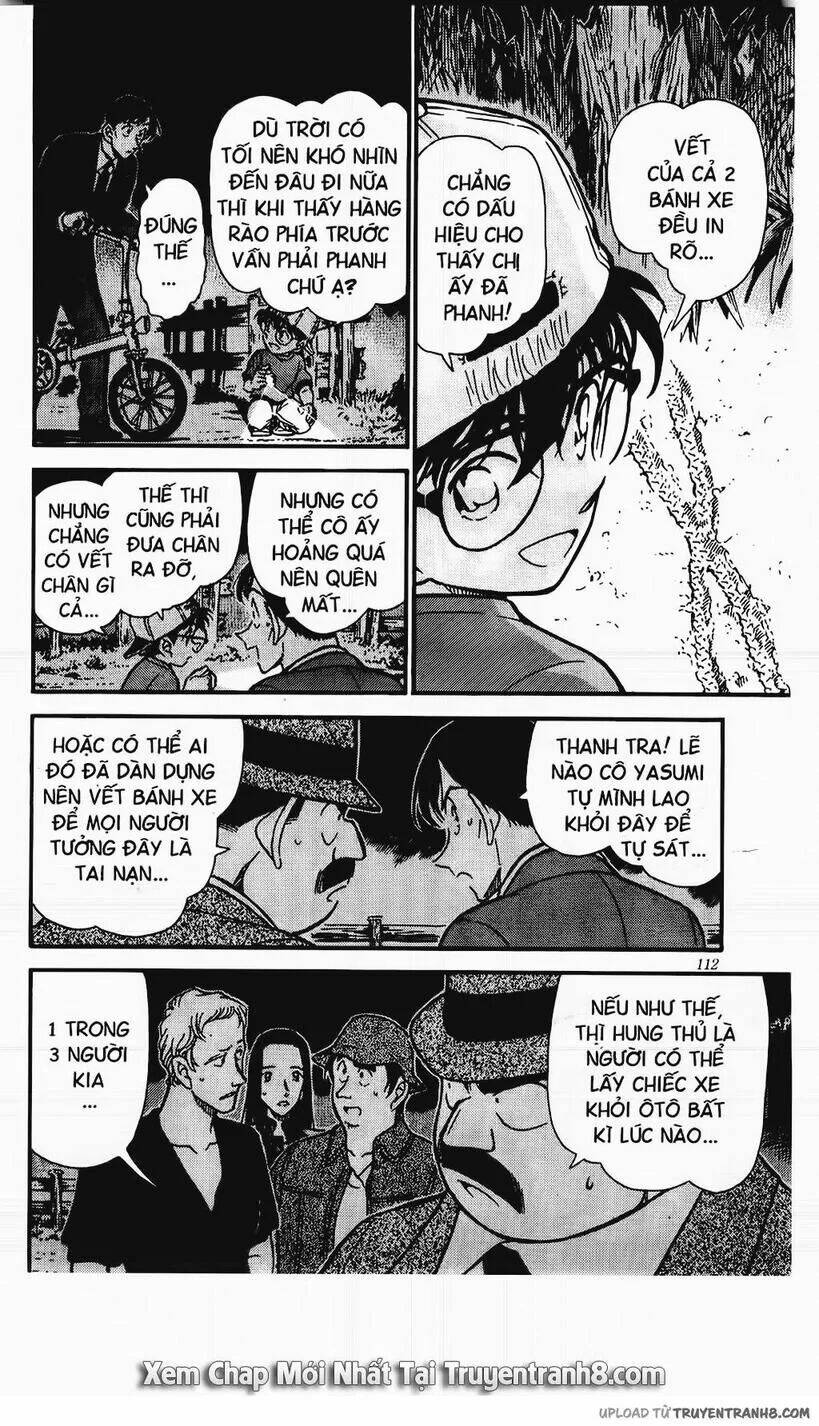 VẾT
CỦA CẢ 2
BÁNH XE
ĐỀU IN
RÕ...
CHẲNG
CÓ DẤU
HIỆU CHO
THẤY CHỊ
ẤY ĐÃ
PHANH!
DÙ TRỜI CÓ
TỐI NÊN KHÓ NHÌN
ĐẾN ĐÂU ĐI NỮA
THÌ KHI THẤY HÀNG
RÀO PHÍA TRƯỚC
VẤN PHẢI PHANH
CHỨ Ạ?
ĐÚNG
THẾ
...
NHƯNG CÓ
THỂ CÔ ẤY
HOẢNG QUÁ
NÊN QUÊN
MẤT...
THẾ THÌ
CŨNG PHẢI
ĐƯA CHÂN
RA ĐỠ,
NHƯNG
CHẲNG
CÓ VẾT
CHÂN GÌ
CẢ...
THANH TRA! LẼ
NÀO CÔ YASUMI
TỰ MÌNH LAO
KHỎI ĐÂY ĐỂ
TỰ SÁT...
HOẶC CÓ THỂ AI
ĐÓ ĐÃ DÀN DỰNG
NÊN VẾT BÁNH XE
ĐỂ MỌI NGƯỜI
TƯỞNG ĐÂY LÀ
TAI NẠN...
112
NẾU NHƯ THẾ,
THÌ HUNG THỦ LÀ
NGƯỜI CÓ THỂ
LẤY CHIẾC XE
KHỎI ÔTÔ BẤT
KÌ LÚC NÀO...
1 TRONG
3 NGƯỜI
KIA
...
Xem Chap Mới Nhất Tại Truyentranh8.com
UPLOAD TỪ TRUYENTRANH8.COM